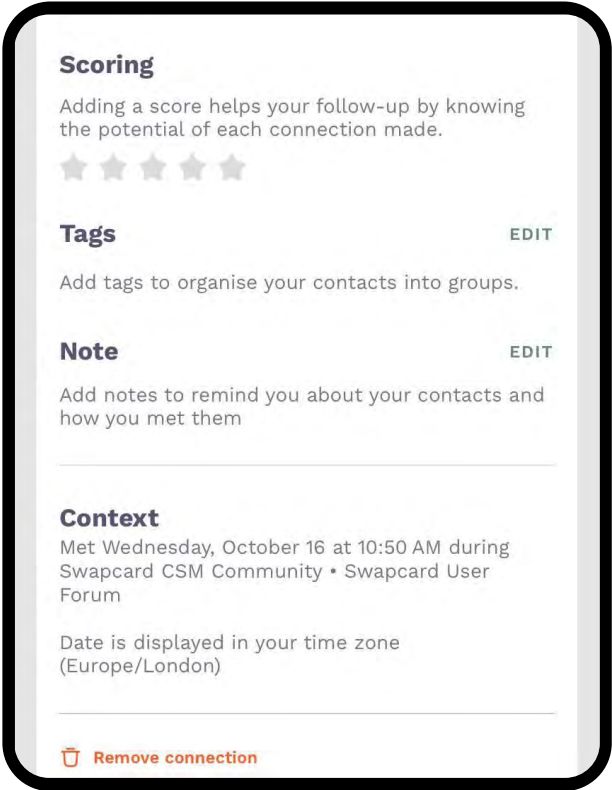 Scoring
Adding a score helps your follow-up by knowing
the potential of each connection made.
Tags
EDIT
Add tags to organise your contacts into groups.
Note
EDIT
Add notes to remind you about your contacts and
how you met them
Context
Met Wednesday, October 16 at 10:50 AM during
Swapcard CSM Community • Swapcard User
Forum
Date is displayed in your time zone
(Europe/London)
Remove connection